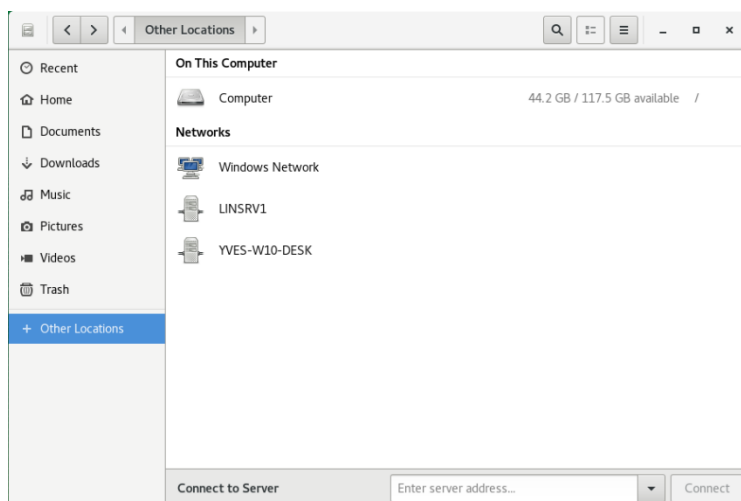 Other Locations
Recent
Home
Documents
Downloads
Music
Pictures
Videos
Trash
+ Other Locations
On This Computer
Computer 44.2 GB / 117.5 GB available /
Networks
Windows Network
LINSRV1
YVES-W10-DESK
Connect to Server Enter server address... Connect